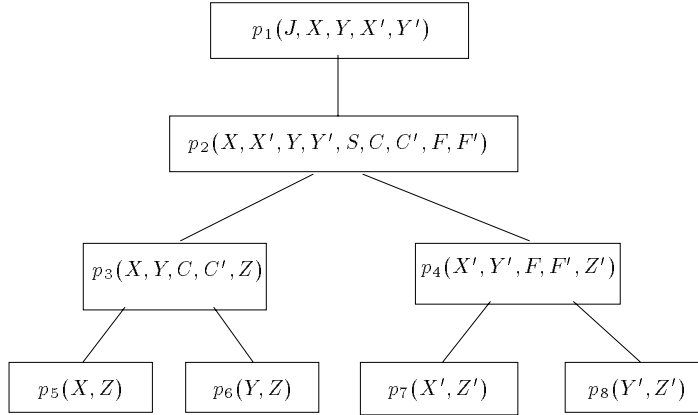 p₁(J, X, Y, X′, Y′)
p₂(X, X′, Y, Y′, S, C, C′, F, F′)
p₃(X, Y, C, C′, Z)
p₄(X′, Y′, F, F′, Z′)
p₅(X, Z)
p₆(Y, Z)
p₇(X′, Z′)
p₈(Y′, Z′)